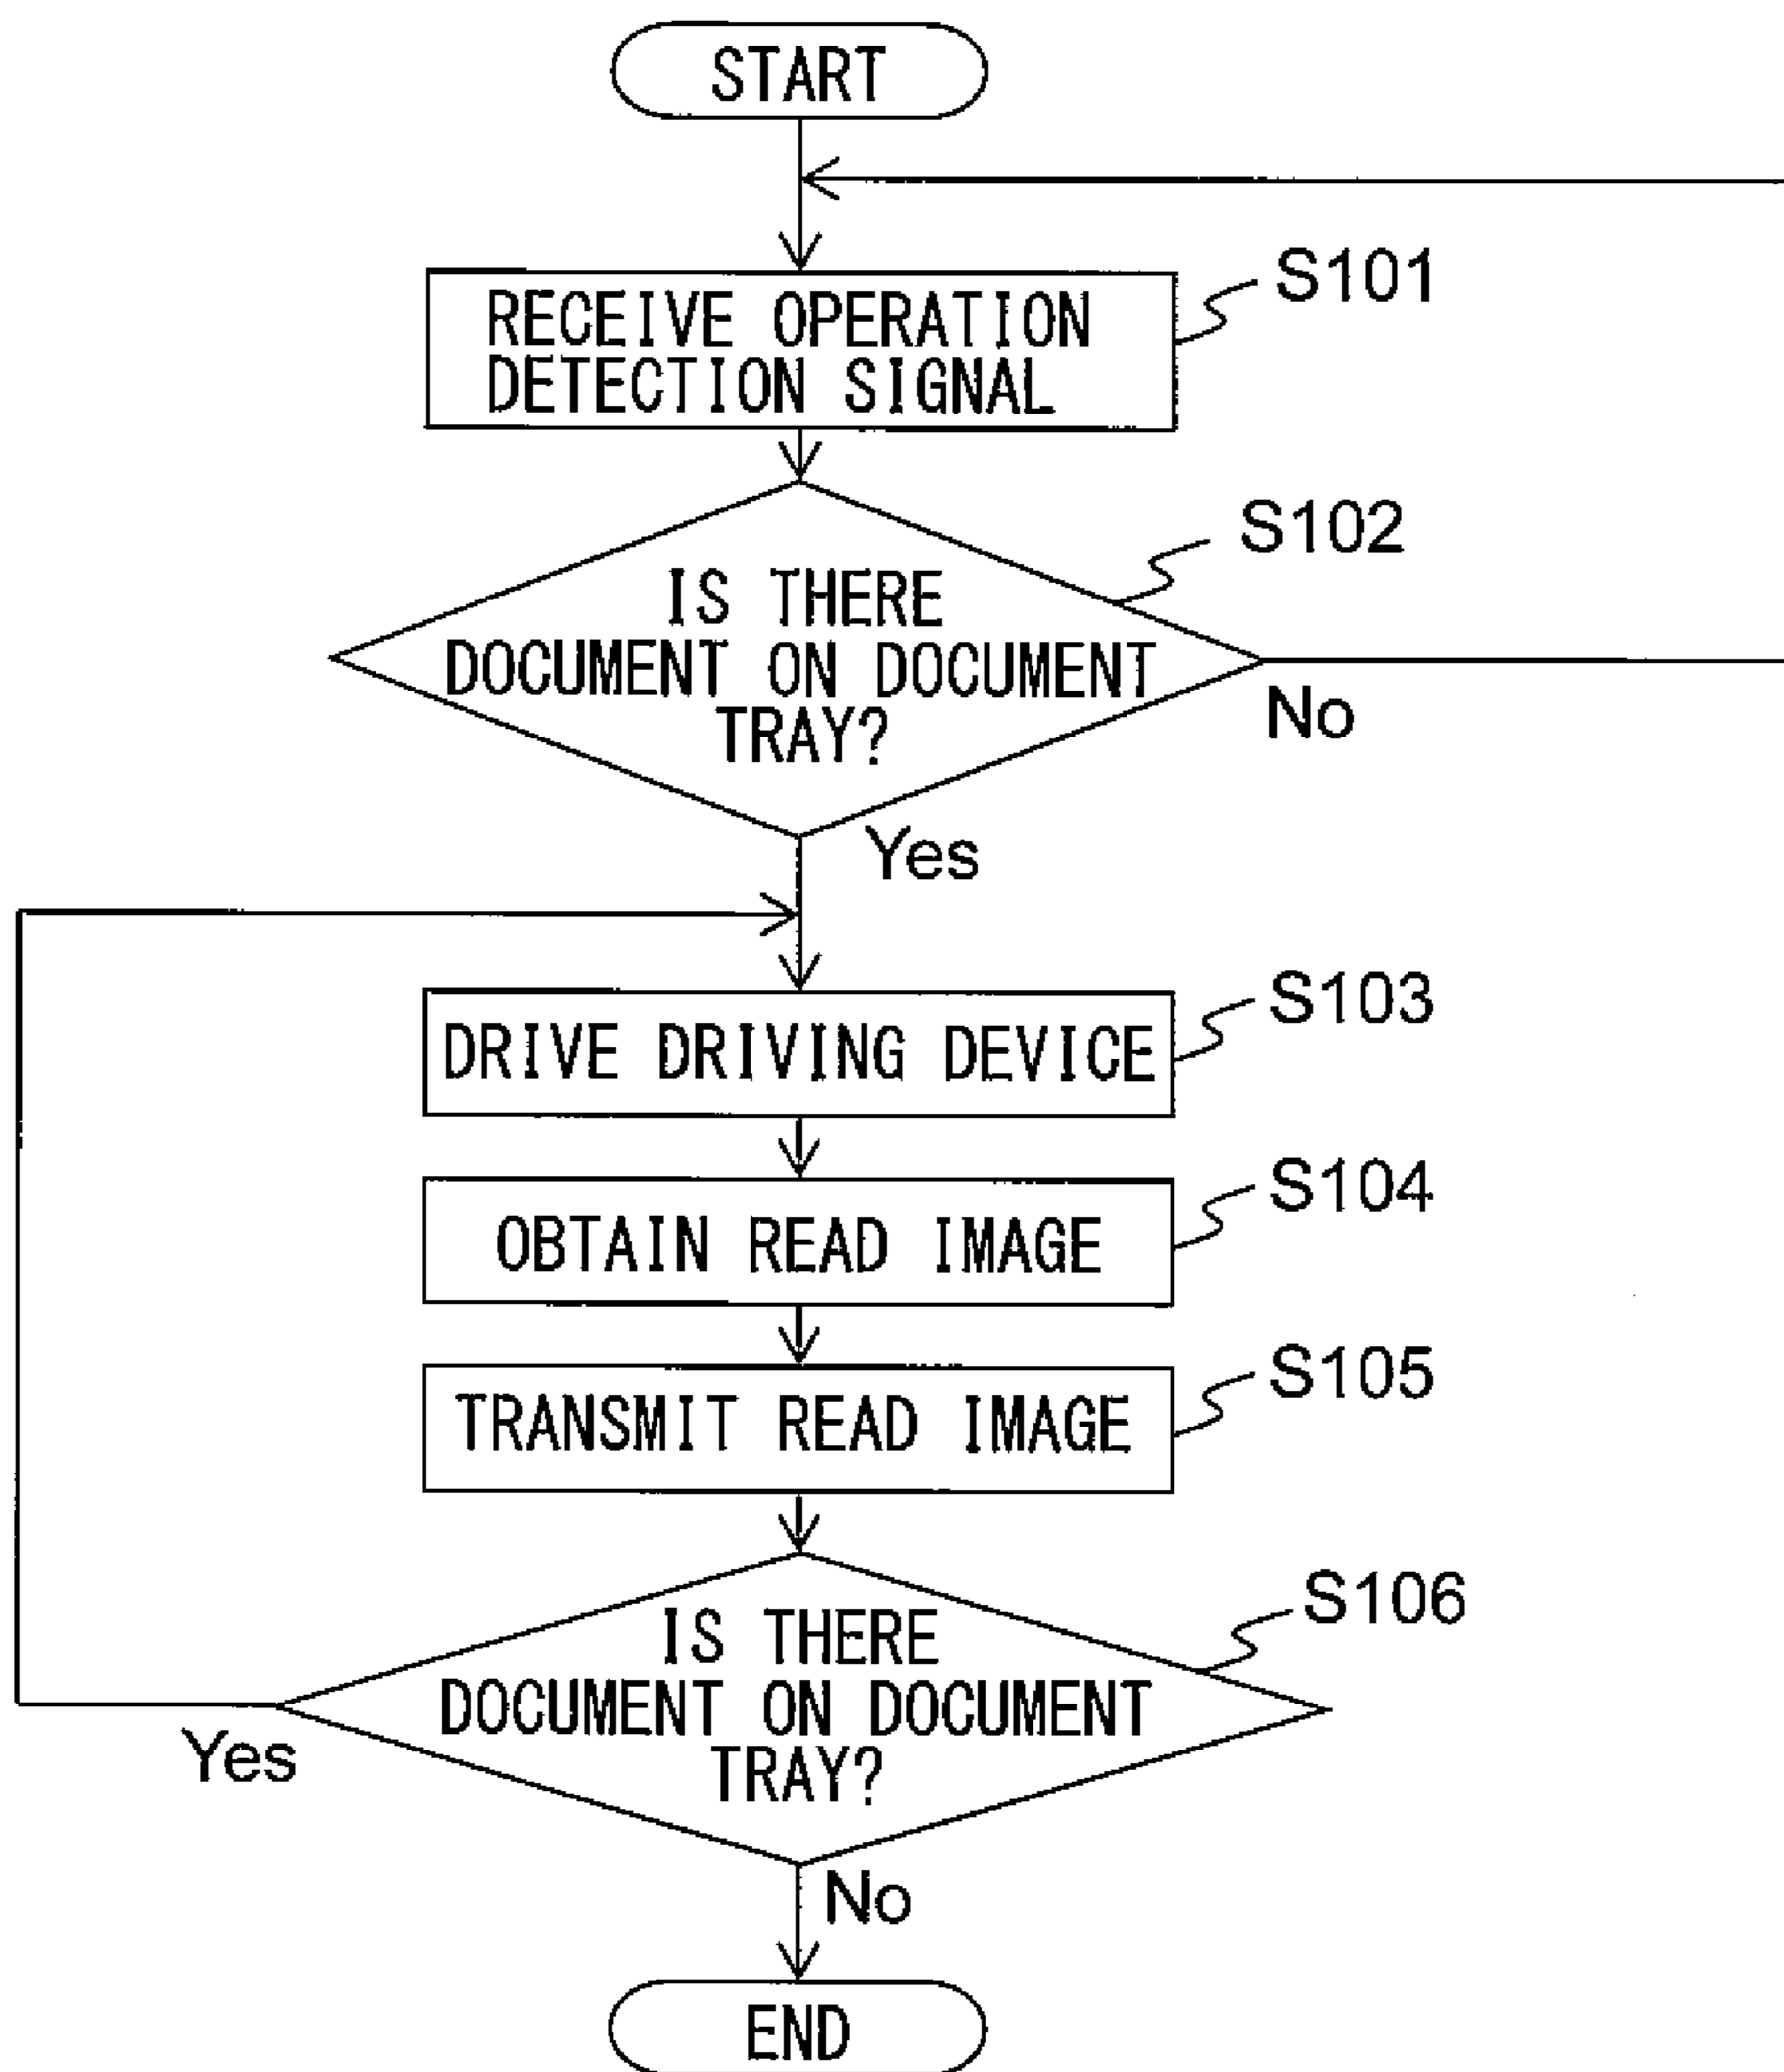 START
RECEIVE OPERATION
DETECTION SIGNAL
S101
IS THERE
DOCUMENT ON DOCUMENT
TRAY?
S102
No
Yes
DRIVE DRIVING DEVICE
S103
OBTAIN READ IMAGE
S104
TRANSMIT READ IMAGE
S105
IS THERE
DOCUMENT ON DOCUMENT
TRAY?
S106
Yes
No
END